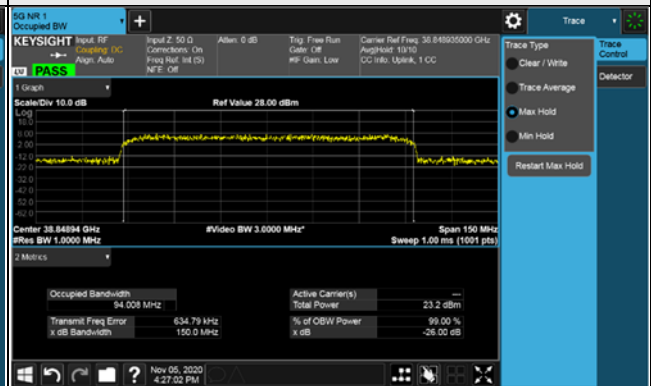 5G NR 1
Occupied BW
Trace
KEYSIGHT Input: RF
Coupling: DC
Align: Auto
Input Z: 50 Ω
Corrections: On
Freq Ref: Int (S)
NFE: Off
Atten: 0 dB
Trig: Free Run
Gate: Off
#IF Gain: Low
Carrier Ref Freq: 38.848935000 GHz
Avg|Hold: 10/10
CC Info: Uplink, 1 CC
LXI PASS
Trace Type
Clear / Write
Trace Average
Max Hold
Min Hold
Restart Max Hold
Trace
Control
Detector
1 Graph
Scale/Div 10.0 dB
Ref Value 28.00 dBm
Log
18.0
8.00
2.00
-12.0
-22.0
-32.0
-42.0
-52.0
-62.0
Center 38.84894 GHz
#Res BW 1.0000 MHz
#Video BW 3.0000 MHz*
Span 150 MHz
Sweep 1.00 ms (1001 pts)
2 Metrics
Occupied Bandwidth
94.008 MHz
Transmit Freq Error 634.79 kHz
x dB Bandwidth 150.0 MHz
Active Carrier(s) ---
Total Power 23.2 dBm
% of OBW Power 99.00 %
x dB -26.00 dB
?
Nov 05, 2020
4:27:02 PM